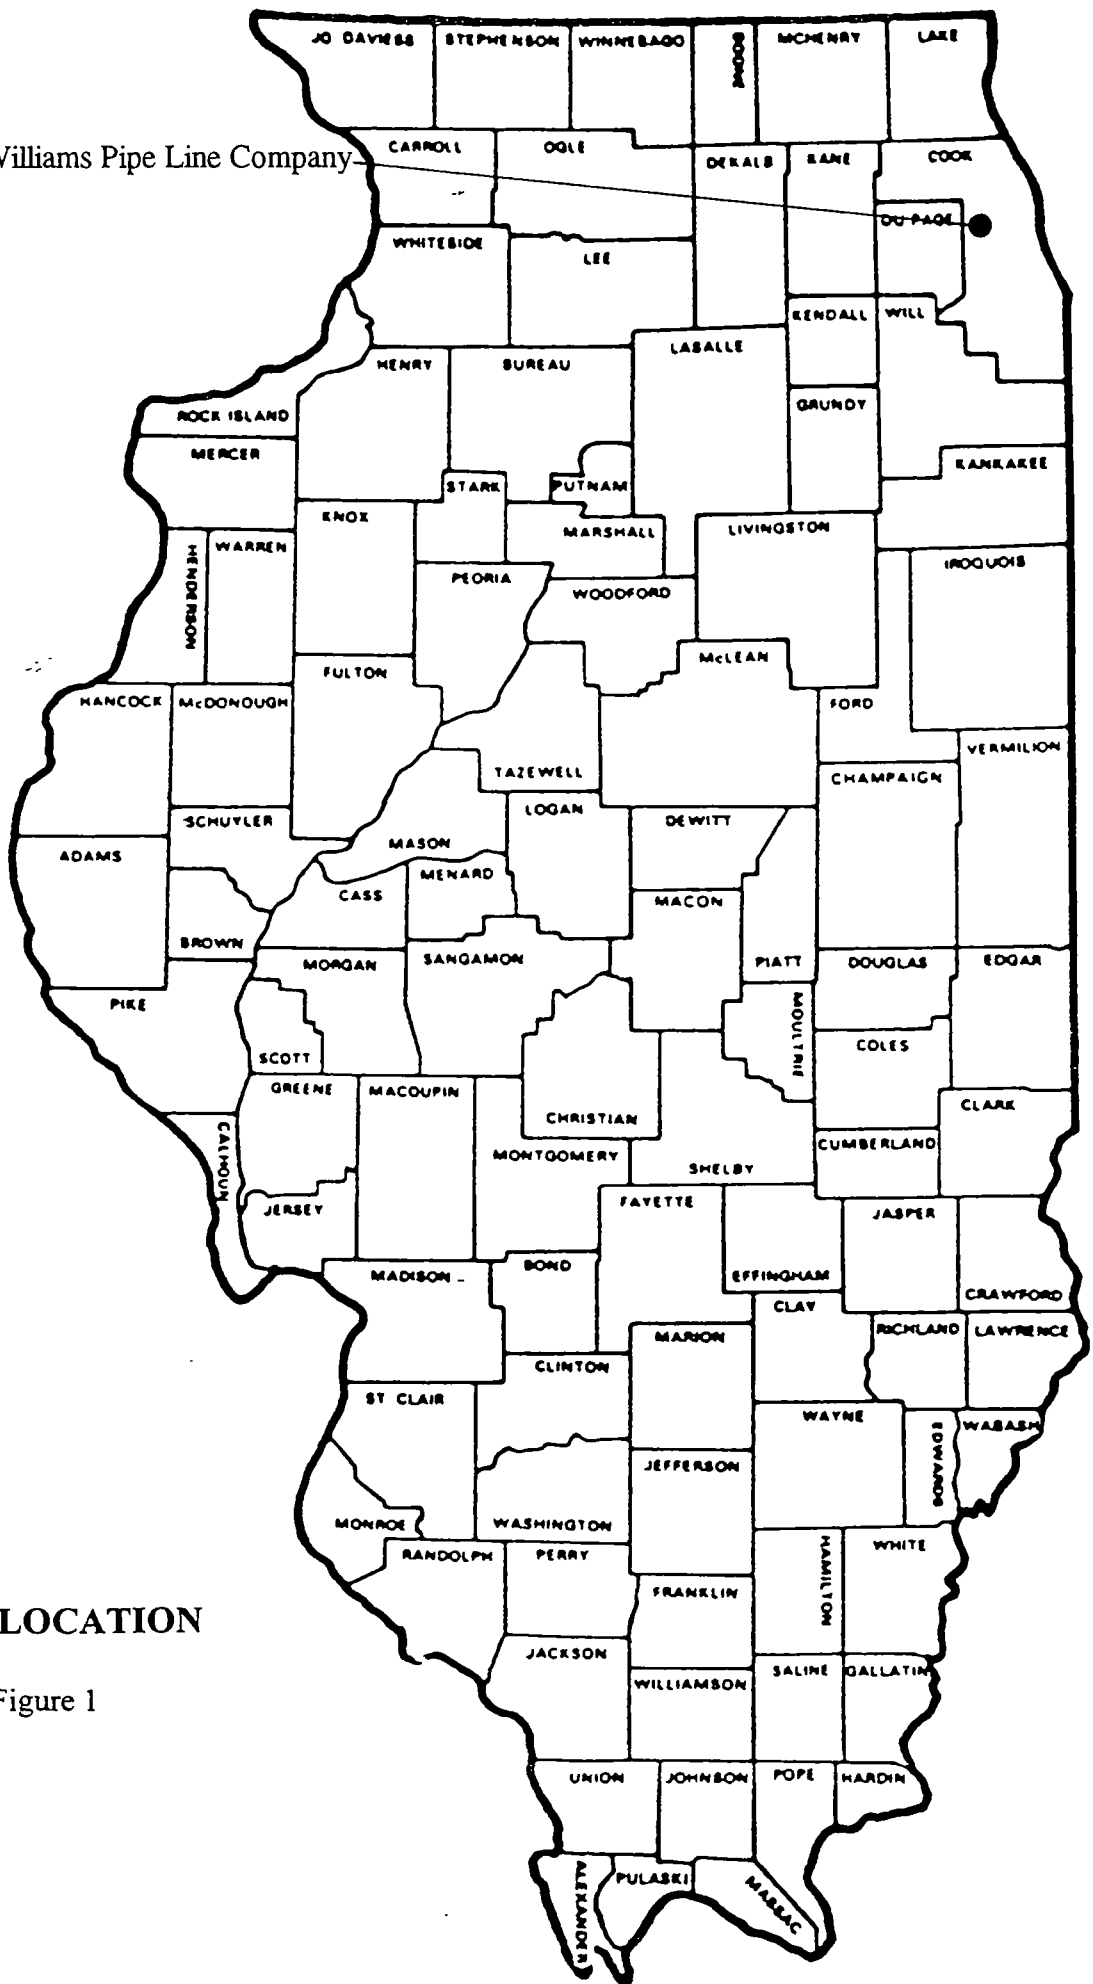 JO DAVIESS STEPHENSON WINNEBAGO BOONE MCHENRY LAKE
Williams Pipe Line Company
CARROLL OGLE DEKALB KANE COOK
DU PAGE
WHITESIDE LEE
KENDALL WILL
LASALLE
HENRY BUREAU
GRUNDY
ROCK ISLAND
MERCER
KANKAKEE
STARK PUTNAM
KNOX
MARSHALL LIVINGSTON
HENDERSON WARREN
IROQUOIS
PEORIA
WOODFORD
McLEAN
FULTON
HANCOCK McDONOUGH
FORD
VERMILION
TAZEWELL
CHAMPAIGN
LOGAN
SCHUYLER DEWITT
MASON
ADAMS
MENARD
CASS
MACON
BROWN
MORGAN SANGAMON PIATT DOUGLAS EDGAR
PIKE
MOULTRIE
COLES
SCOTT
GREENE MACOUPIN
CLARK
CHRISTIAN
CALHOUN
CUMBERLAND
MONTGOMERY
SHELBY
FAYETTE
JERSEY
JASPER
BOND
MADISON
EFFINGHAM
CRAWFORD
CLAY
MARION
RICHLAND LAWRENCE
CLINTON
ST CLAIR
WAYNE
EDWARDS
WABASH
JEFFERSON
MONROE WASHINGTON
HAMILTON
WHITE
RANDOLPH PERRY
FRANKLIN
LOCATION
JACKSON
SALINE GALLATIN
WILLIAMSON
Figure 1
UNION JOHNSON POPE HARDIN
ALEXANDER
PULASKI
MASSAC